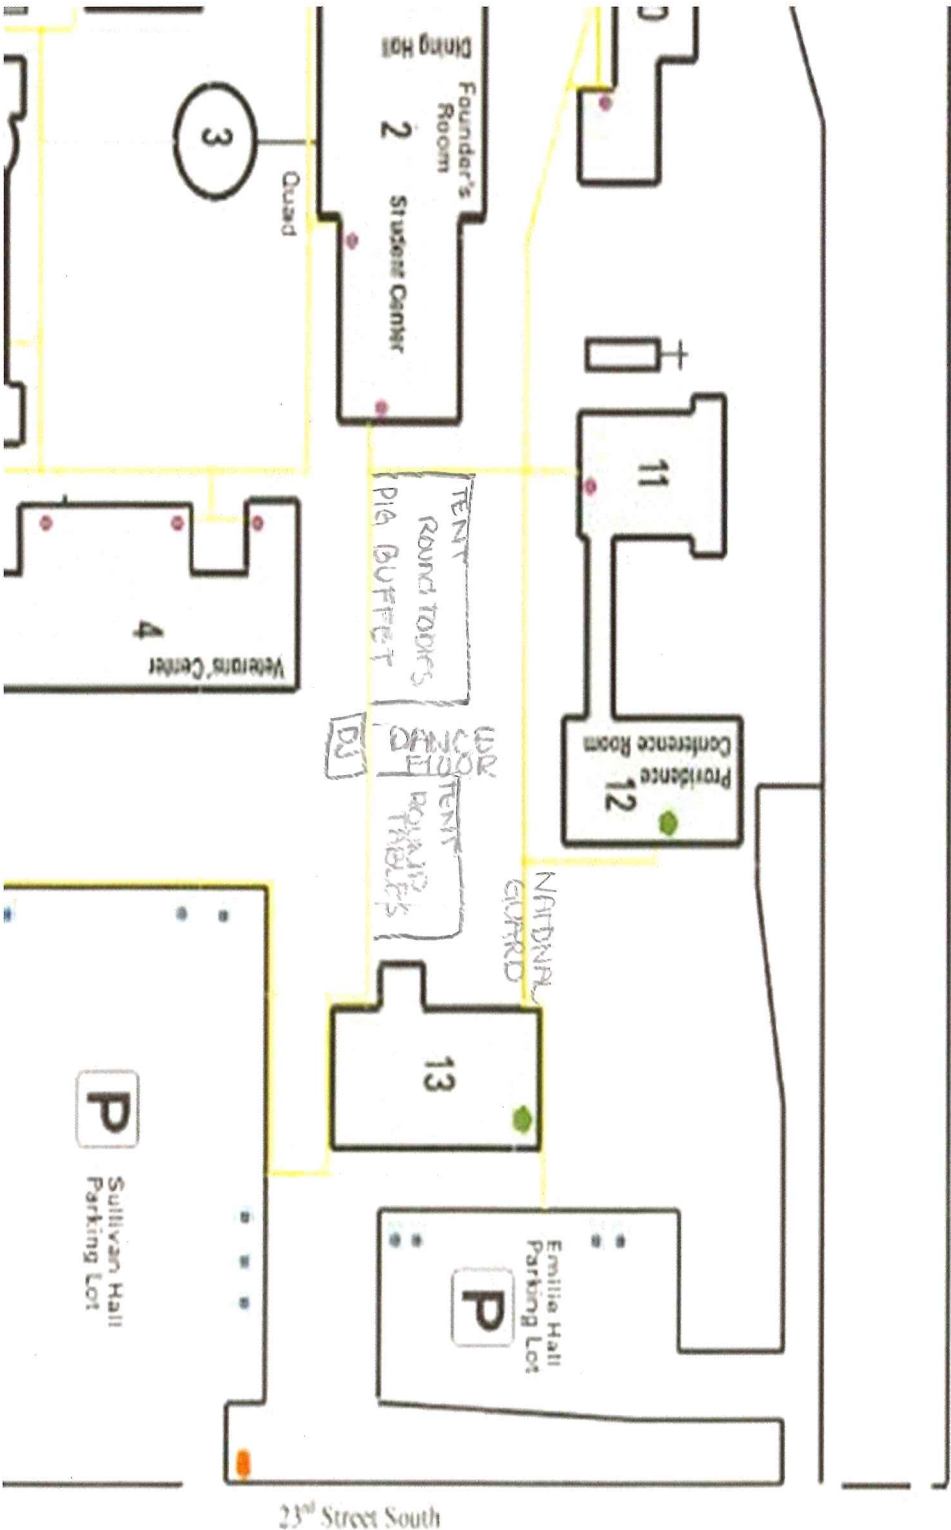 Dining Hall
Founder's
Room
2
Student Center
3
Quad
11
TENT
ROUND TABLES
PIG BUFFET
4
Veterans' Center
DJ
DANCE
FLOOR
Providence
Conference Room
12
TENT
ROUND
TABLES
NATIONAL
GUARD
13
P
Sullivan Hall
Parking Lot
P
Emilie Hall
Parking Lot
23rd Street South